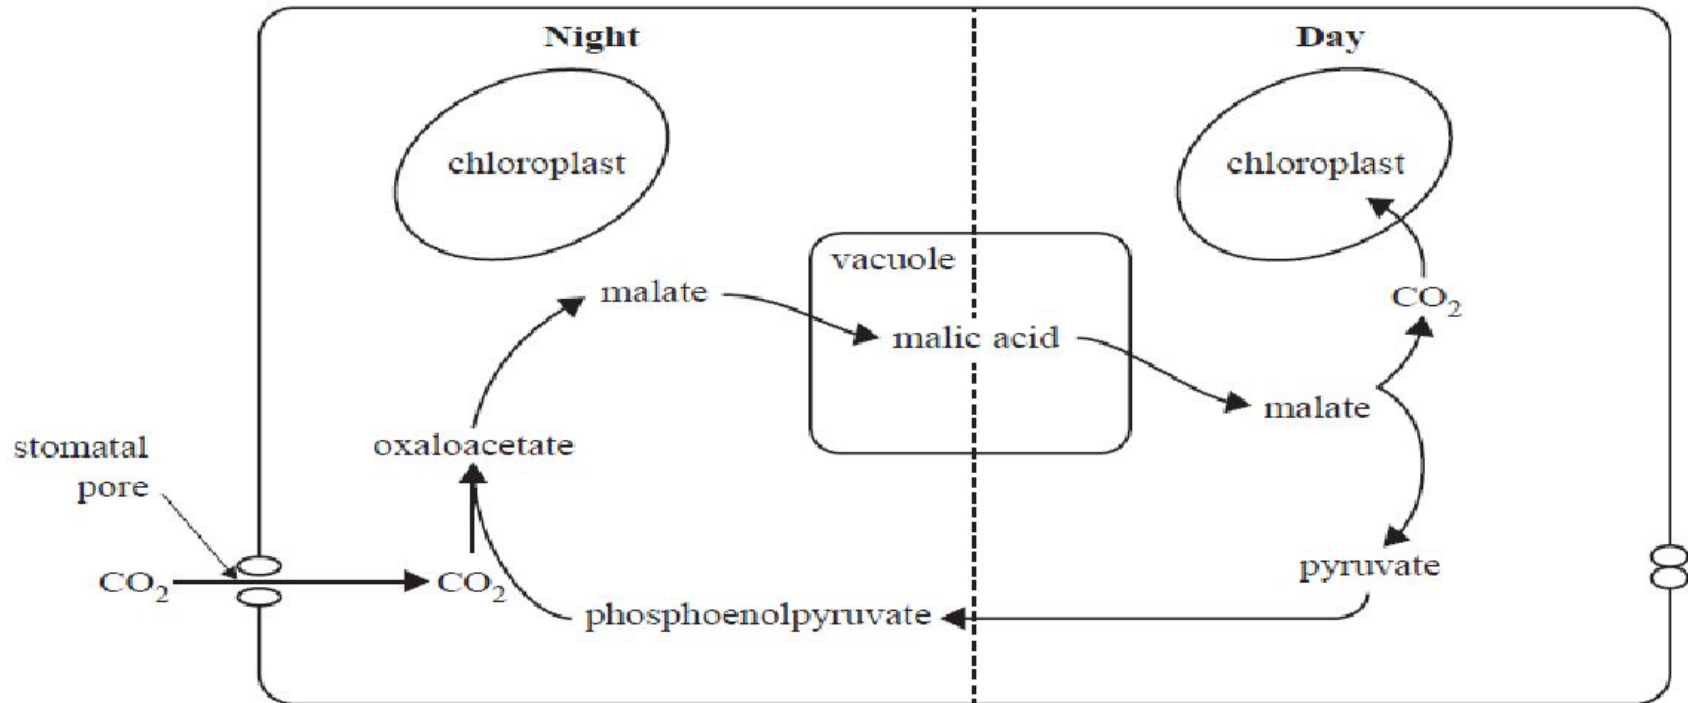 Night
Day
chloroplast
chloroplast
vacuole
malate
CO₂
malic acid
malate
oxaloacetate
stomatal
pore
pyruvate
CO₂
CO₂
phosphoenolpyruvate